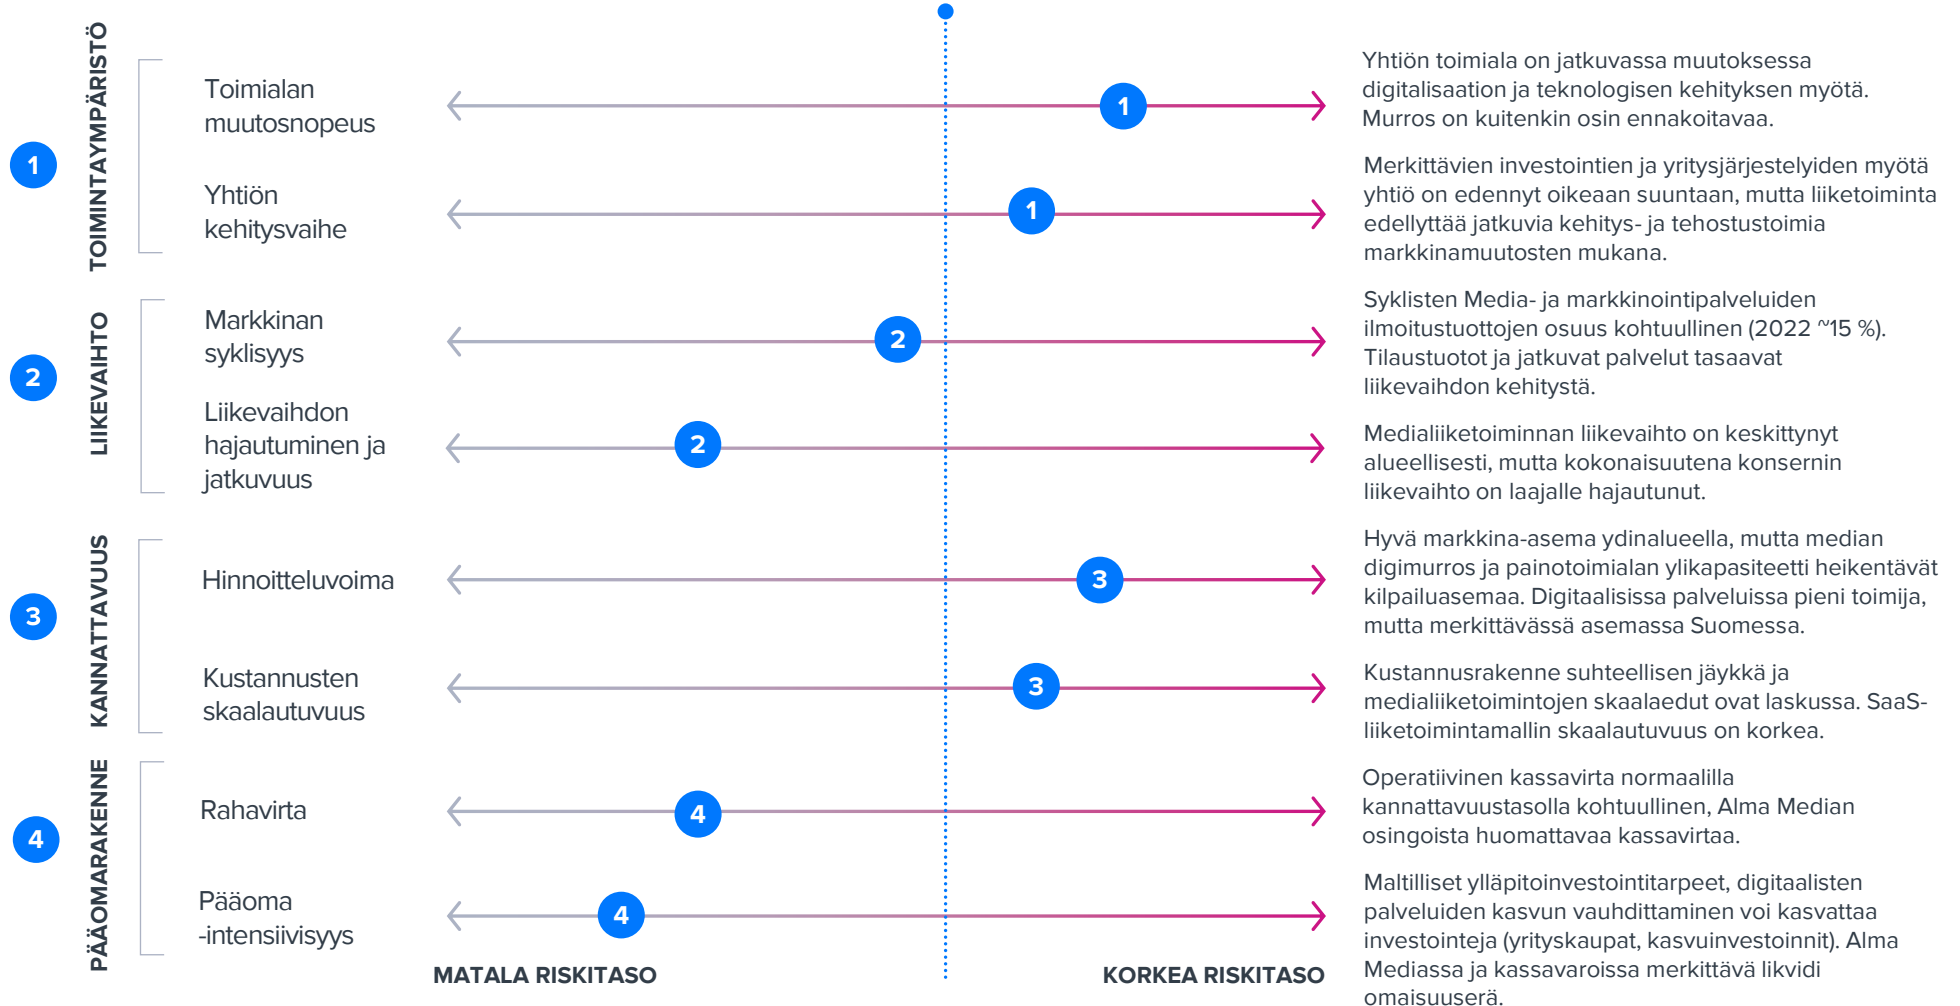 1
TOIMINTAYMPÄRISTÖ
Toimialan
muutosnopeus
1
Yhtiön toimiala on jatkuvassa muutoksessa
digitalisaation ja teknologisen kehityksen myötä.
Murros on kuitenkin osin ennakoitavaa.
Yhtiön
kehitysvaihe
1
Merkittävien investointien ja yritysjärjestelyiden myötä
yhtiö on edennyt oikeaan suuntaan, mutta liiketoiminta
edellyttää jatkuvia kehitys- ja tehostustoimia
markkinamuutosten mukana.
2
LIIKEVAIHTO
Markkinan
syklisyys
2
Syklisten Media- ja markkinointipalveluiden
ilmoitustuottojen osuus kohtuullinen (2022 ~15 %).
Tilaustuotot ja jatkuvat palvelut tasaavat
liikevaihdon kehitystä.
Liikevaihdon
hajautuminen ja
jatkuvuus
2
Medialiiketoiminnan liikevaihto on keskittynyt
alueellisesti, mutta kokonaisuutena konsernin
liikevaihto on laajalle hajautunut.
3
KANNATTAVUUS
Hinnoitteluvoima
3
Hyvä markkina-asema ydinalueella, mutta median
digimurros ja painotoimialan ylikapasiteetti heikentävät
kilpailuasemaa. Digitaalisissa palveluissa pieni toimija,
mutta merkittävässä asemassa Suomessa.
Kustannusten
skaalautuvuus
3
Kustannusrakenne suhteellisen jäykkä ja
medialiiketoimintojen skaalaedut ovat laskussa. SaaS-
liiketoimintamallin skaalautuvuus on korkea.
4
PÄÄOMARAKENNE
Rahavirta
4
Operatiivinen kassavirta normaalilla
kannattavuustasolla kohtuullinen, Alma Median
osingoista huomattavaa kassavirtaa.
Pääoma
-intensiivisyys
4
Maltilliset ylläpitoinvestointitarpeet, digitaalisten
palveluiden kasvun vauhdittaminen voi kasvattaa
investointeja (yrityskaupat, kasvuinvestoinnit). Alma
Mediassa ja kassavaroissa merkittävä likvidi
omaisuuserä.
MATALA RISKITASO
KORKEA RISKITASO